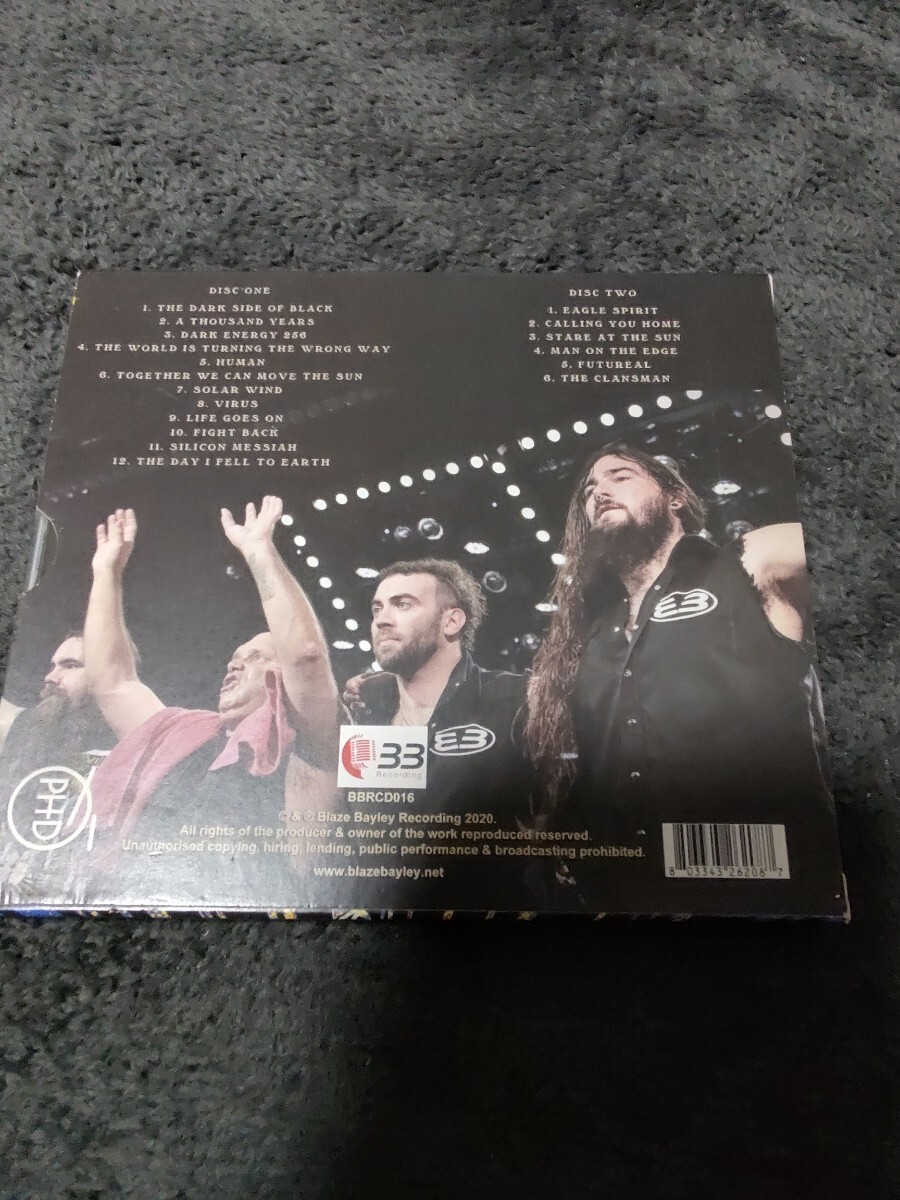 DISC ONE
1. THE DARK SIDE OF BLACK
2. A THOUSAND YEARS
3. DARK ENERGY 256
4. THE WORLD IS TURNING THE WRONG WAY
5. HUMAN
6. TOGETHER WE CAN MOVE THE SUN
7. SOLAR WIND
8. VIRUS
9. LIFE GOES ON
10. FIGHT BACK
11. SILICON MESSIAH
12. THE DAY I FELL TO EARTH
DISC TWO
1. EAGLE SPIRIT
2. CALLING YOU HOME
3. STARE AT THE SUN
4. MAN ON THE EDGE
5. FUTUREAL
6. THE CLANSMAN
PHD
BB
BB
BB
Recording
BBRCD016
© & ℗ Blaze Bayley Recording 2020.
All rights of the producer & owner of the work reproduced reserved.
Unauthorised copying, hiring, lending, public performance & broadcasting prohibited.
www.blazebayley.net
8 03343 26208 7